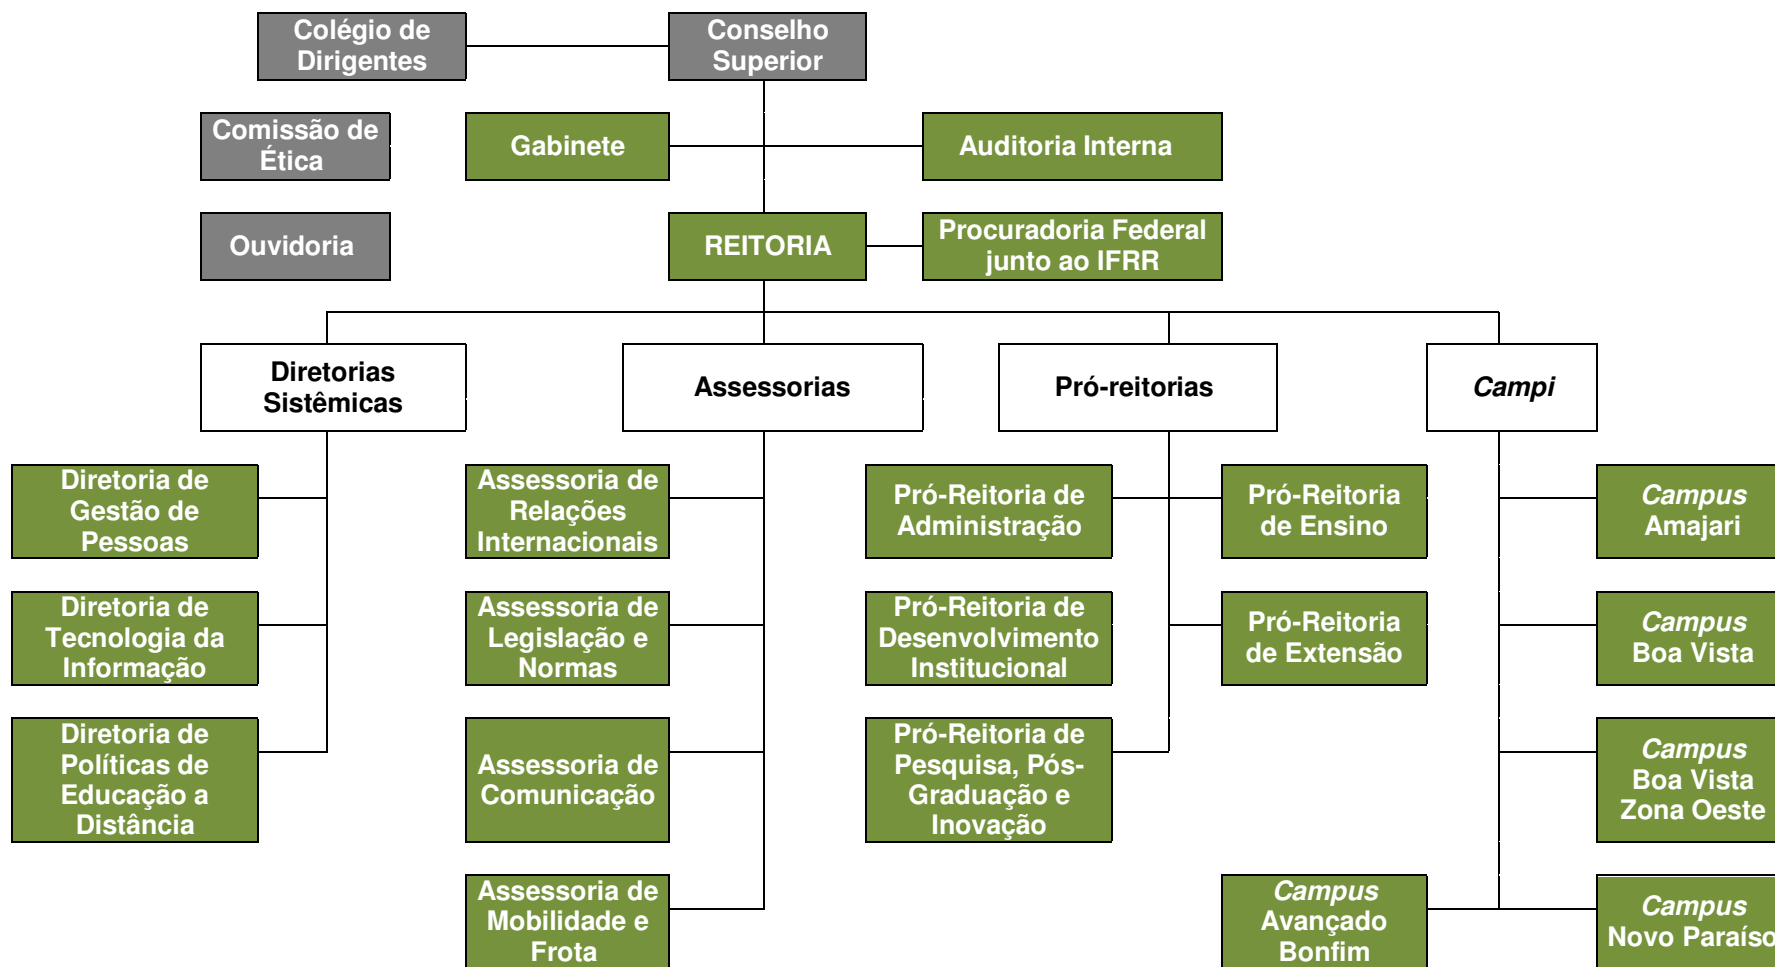 Colégio de
Dirigentes
Conselho
Superior
Comissão de
Ética
Gabinete
Auditoria Interna
Ouvidoria
REITORIA
Procuradoria Federal
junto ao IFRR
Diretorias
Sistêmicas
Assessorias
Pró-reitorias
Campi
Diretoria de
Gestão de
Pessoas
Assessoria de
Relações
Internacionais
Pró-Reitoria de
Administração
Pró-Reitoria
de Ensino
Campus
Amajari
Diretoria de
Tecnologia da
Informação
Assessoria de
Legislação e
Normas
Pró-Reitoria de
Desenvolvimento
Institucional
Pró-Reitoria
de Extensão
Campus
Boa Vista
Diretoria de
Políticas de
Educação a
Distância
Assessoria de
Comunicação
Pró-Reitoria de
Pesquisa, Pós-
Graduação e
Inovação
Campus
Boa Vista
Zona Oeste
Assessoria de
Mobilidade e
Frota
Campus
Avançado
Bonfim
Campus
Novo Paraíso